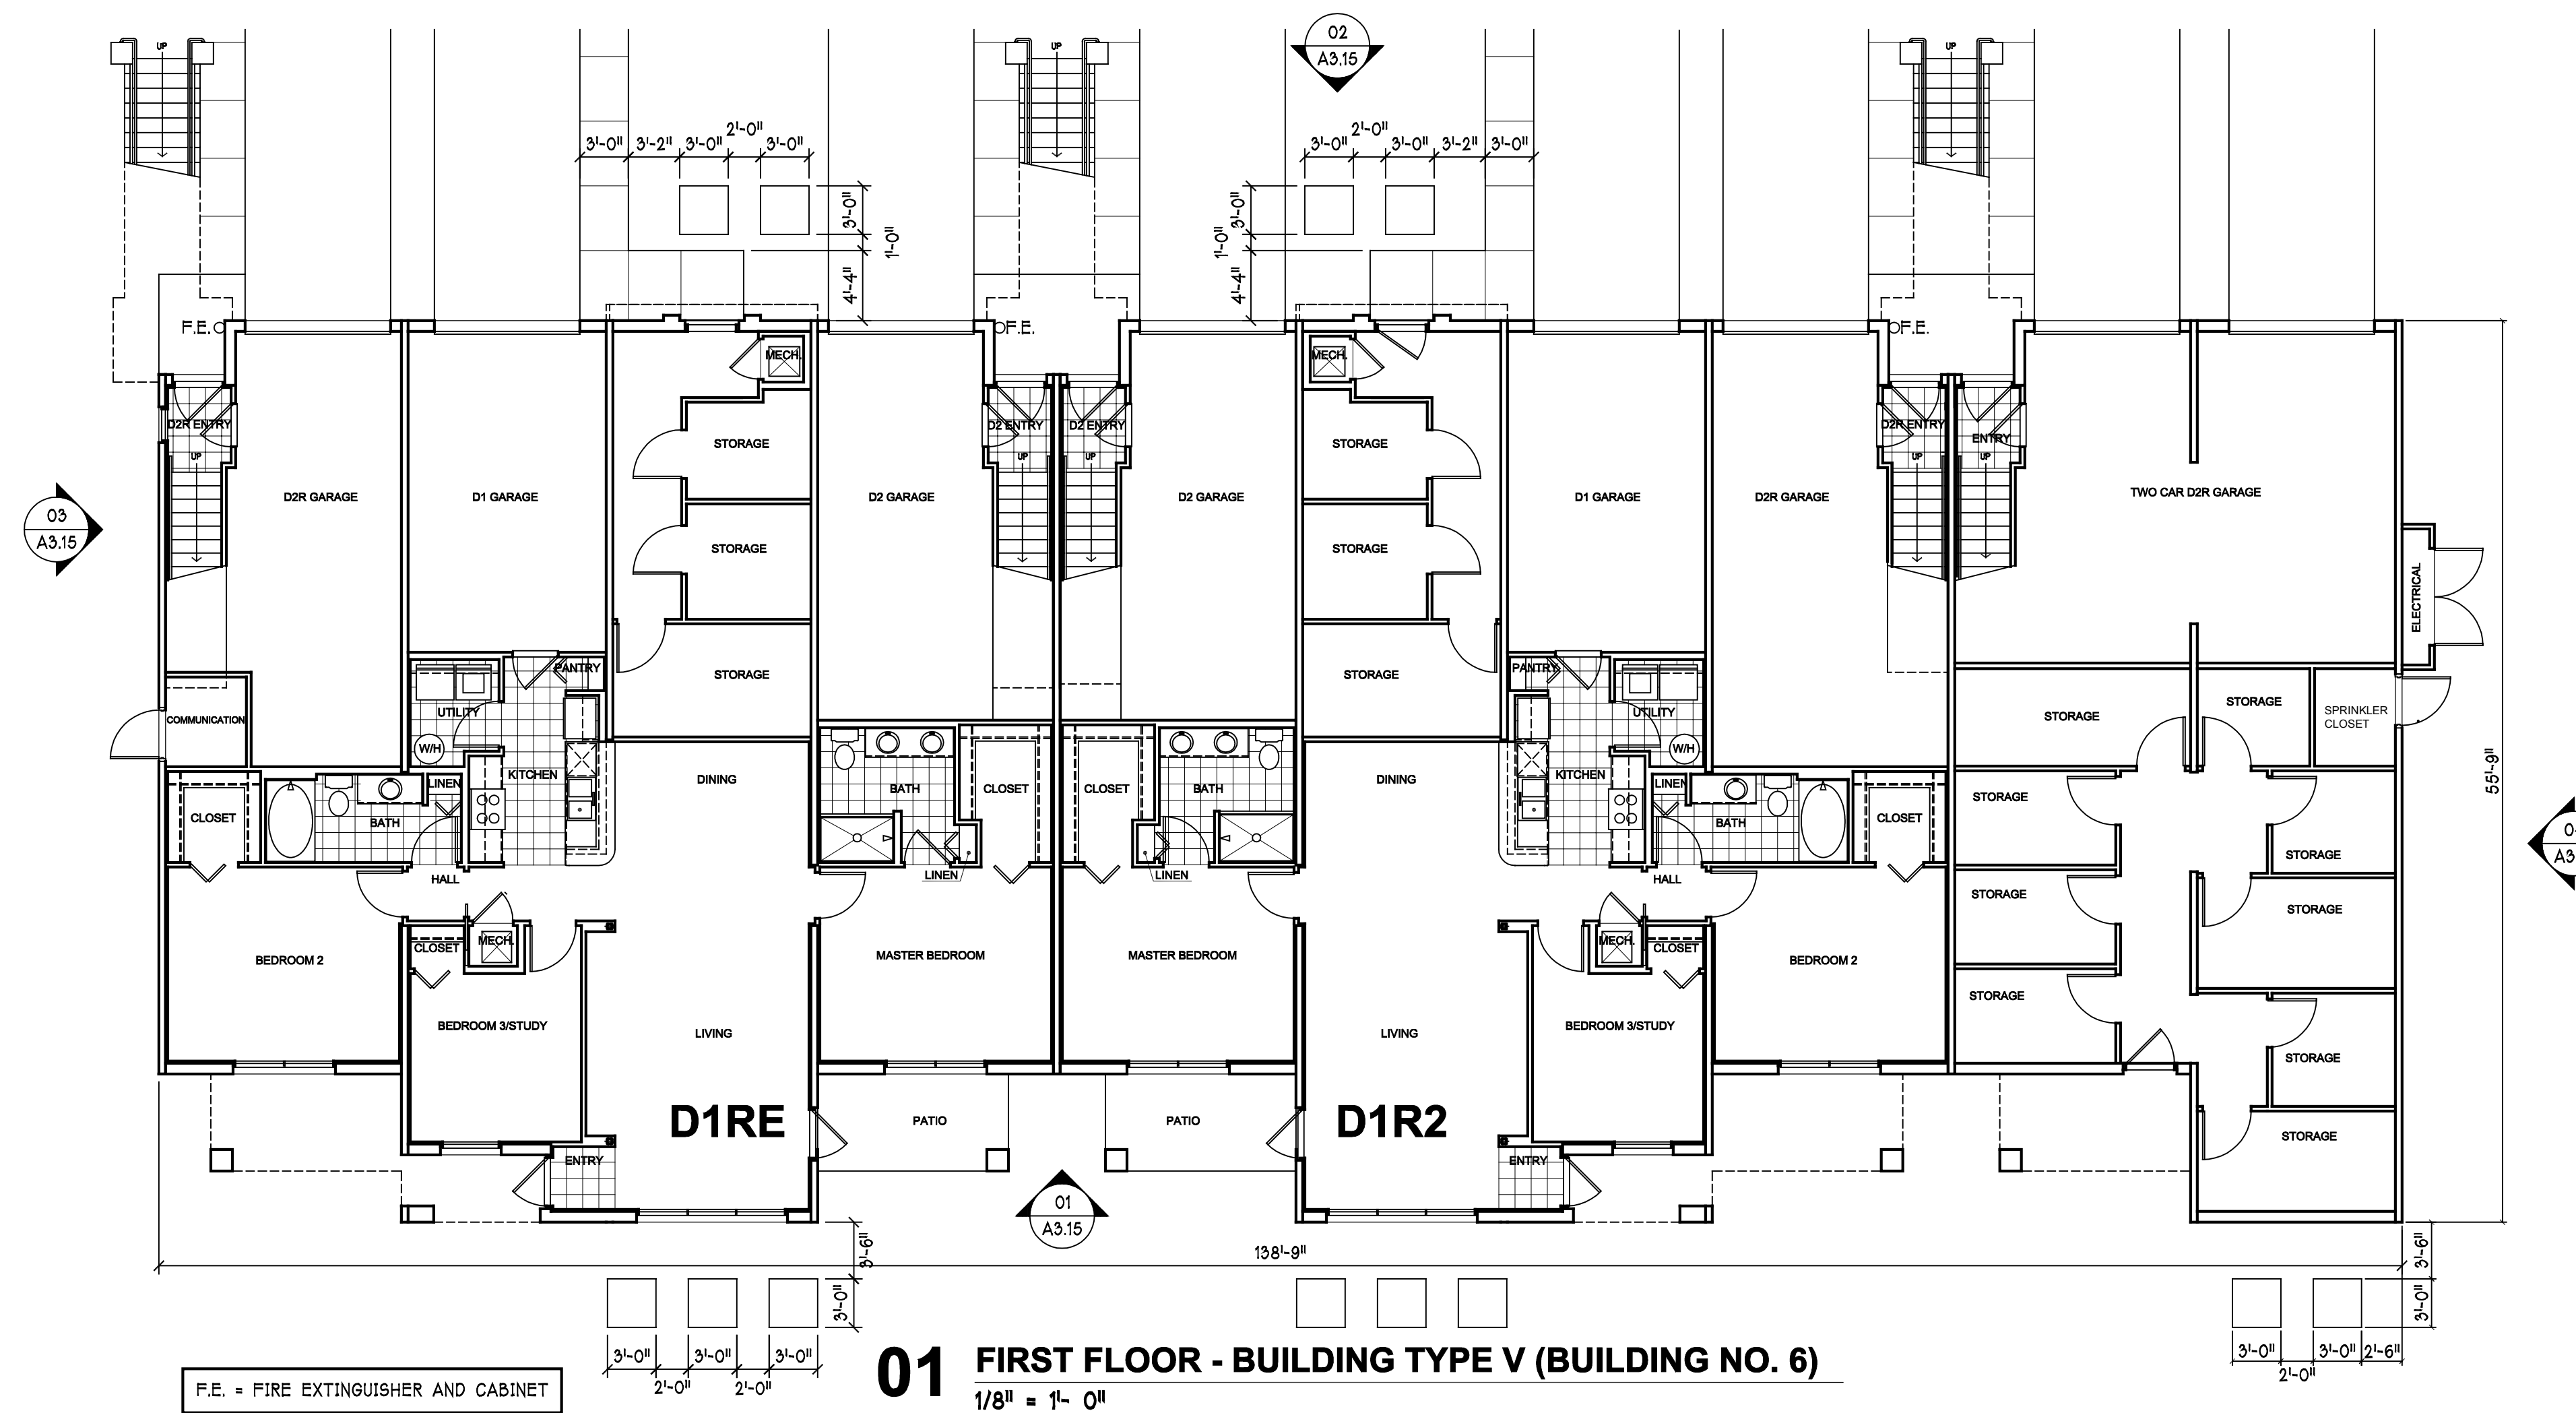 UP
UP
UP
02
A3.15
3'-0"
3'-2"
3'-0"
2'-0"
3'-0"
3'-0"
2'-0"
3'-0"
3'-2"
3'-0"
3'-0"
1'-0"
4'-4"
3'-0"
1'-0"
4'-4"
F.E.
F.E.
F.E.
MECH.
MECH.
D2R ENTRY
D2 ENTRY
D2 ENTRY
D2R ENTRY
ENTRY
STORAGE
STORAGE
UP
UP
UP
UP
UP
D2R GARAGE
D1 GARAGE
D2 GARAGE
D2 GARAGE
D1 GARAGE
D2R GARAGE
TWO CAR D2R GARAGE
03
A3.15
STORAGE
STORAGE
ELECTRICAL
PANTRY
STORAGE
STORAGE
PANTRY
COMMUNICATION
UTILITY
UTILITY
STORAGE
STORAGE
SPRINKLER
CLOSET
W/H
W/H
55'-9"
LINEN
KITCHEN
DINING
BATH
CLOSET
CLOSET
BATH
DINING
KITCHEN
LINEN
CLOSET
BATH
BATH
CLOSET
STORAGE
STORAGE
HALL
LINEN
LINEN
HALL
STORAGE
STORAGE
CLOSET
MECH.
MECH.
CLOSET
BEDROOM 2
MASTER BEDROOM
MASTER BEDROOM
BEDROOM 2
STORAGE
BEDROOM 3/STUDY
LIVING
LIVING
BEDROOM 3/STUDY
STORAGE
D1RE
PATIO
PATIO
D1R2
STORAGE
ENTRY
ENTRY
01
A3.15
138'-9"
3'-6"
3'-0"
3'-6"
3'-0"
3'-0"
3'-0"
3'-0"
2'-0"
2'-0"
3'-0"
3'-0"
2'-6"
2'-0"
01
FIRST FLOOR - BUILDING TYPE V (BUILDING NO. 6)
1/8" = 1'- 0"
F.E. = FIRE EXTINGUISHER AND CABINET